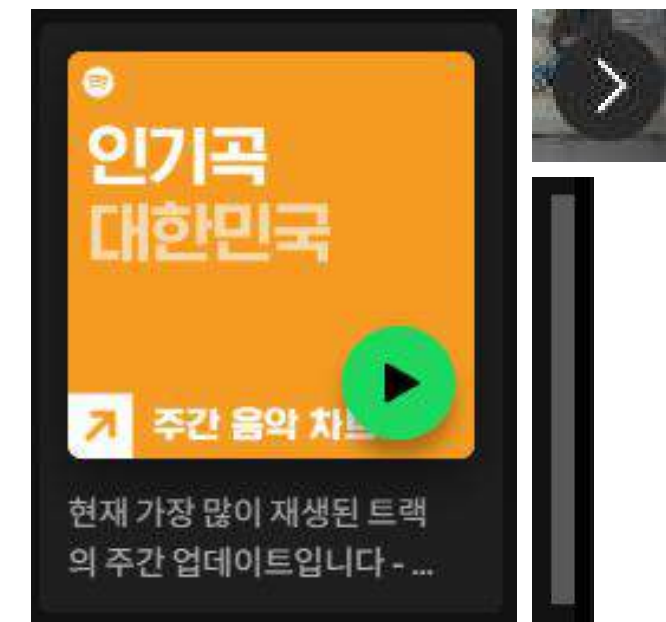 인기곡
대한민국
주간 음악 차트
현재 가장 많이 재생된 트랙
의 주간 업데이트입니다 - ...